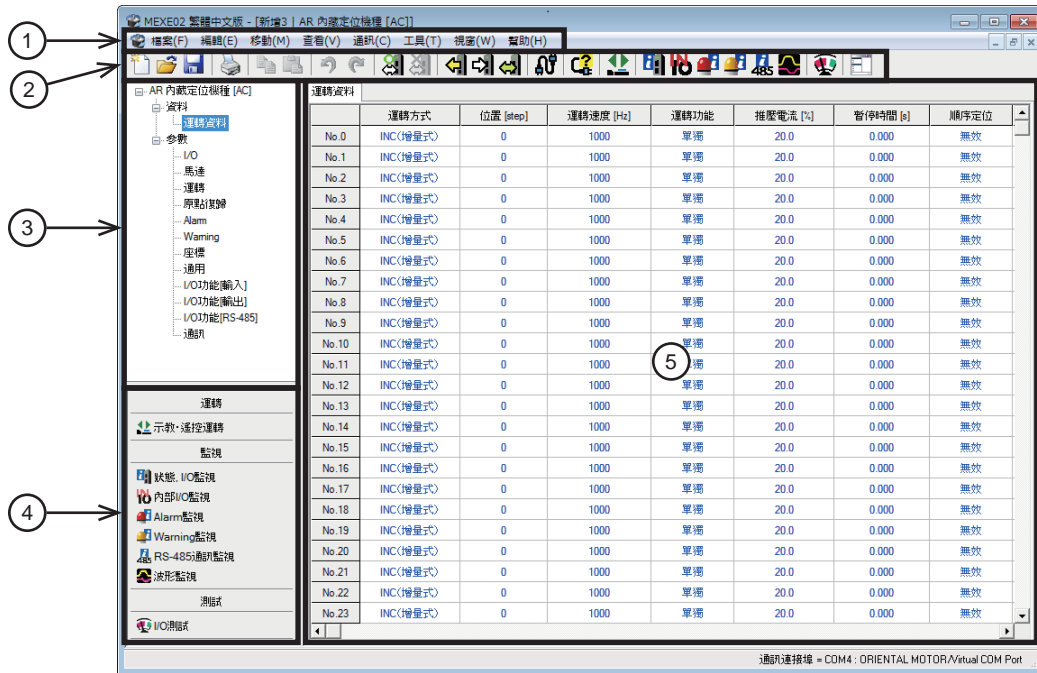 MEXE02 繁體中文版 - [新增3 | AR 內藏定位機種 [AC]]
檔案(F) 編輯(E) 移動(M) 查看(V) 通訊(C) 工具(T) 視窗(W) 幫助(H)
1
2
3
4
5
AR 內藏定位機種 [AC]
資料
運轉資料
參數
I/O
馬達
運轉
原點復歸
Alarm
Warning
座標
通用
I/O功能[輸入]
I/O功能[輸出]
I/O功能[RS-485]
通訊
運轉
示教・遙控運轉
監視
狀態, I/O監視
內部I/O監視
Alarm監視
Warning監視
RS-485通訊監視
波形監視
測試
I/O測試
運轉資料
運轉方式 位置 [step] 運轉速度 [Hz] 運轉功能 推壓電流 [%] 暫停時間 [s] 順序定位
No.0 INC(增量式) 0 1000 單獨 20.0 0.000 無效
No.1 INC(增量式) 0 1000 單獨 20.0 0.000 無效
No.2 INC(增量式) 0 1000 單獨 20.0 0.000 無效
No.3 INC(增量式) 0 1000 單獨 20.0 0.000 無效
No.4 INC(增量式) 0 1000 單獨 20.0 0.000 無效
No.5 INC(增量式) 0 1000 單獨 20.0 0.000 無效
No.6 INC(增量式) 0 1000 單獨 20.0 0.000 無效
No.7 INC(增量式) 0 1000 單獨 20.0 0.000 無效
No.8 INC(增量式) 0 1000 單獨 20.0 0.000 無效
No.9 INC(增量式) 0 1000 單獨 20.0 0.000 無效
No.10 INC(增量式) 0 1000 單獨 20.0 0.000 無效
No.11 INC(增量式) 0 1000 單獨 20.0 0.000 無效
No.12 INC(增量式) 0 1000 單獨 20.0 0.000 無效
No.13 INC(增量式) 0 1000 單獨 20.0 0.000 無效
No.14 INC(增量式) 0 1000 單獨 20.0 0.000 無效
No.15 INC(增量式) 0 1000 單獨 20.0 0.000 無效
No.16 INC(增量式) 0 1000 單獨 20.0 0.000 無效
No.17 INC(增量式) 0 1000 單獨 20.0 0.000 無效
No.18 INC(增量式) 0 1000 單獨 20.0 0.000 無效
No.19 INC(增量式) 0 1000 單獨 20.0 0.000 無效
No.20 INC(增量式) 0 1000 單獨 20.0 0.000 無效
No.21 INC(增量式) 0 1000 單獨 20.0 0.000 無效
No.22 INC(增量式) 0 1000 單獨 20.0 0.000 無效
No.23 INC(增量式) 0 1000 單獨 20.0 0.000 無效
通訊連接埠 = COM4 : ORIENTAL MOTOR/Virtual COM Port